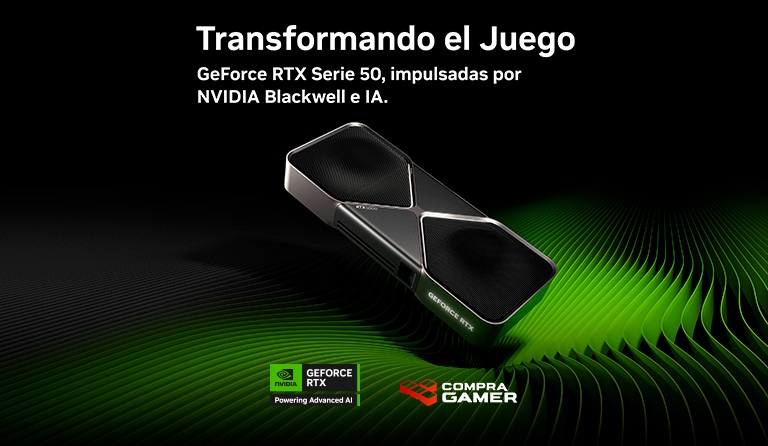 Transformando el Juego
GeForce RTX Serie 50, impulsadas por
NVIDIA Blackwell e IA.
GEFORCE RTX
NVIDIA
GEFORCE
RTX
Powering Advanced AI
COMPRA
GAMER